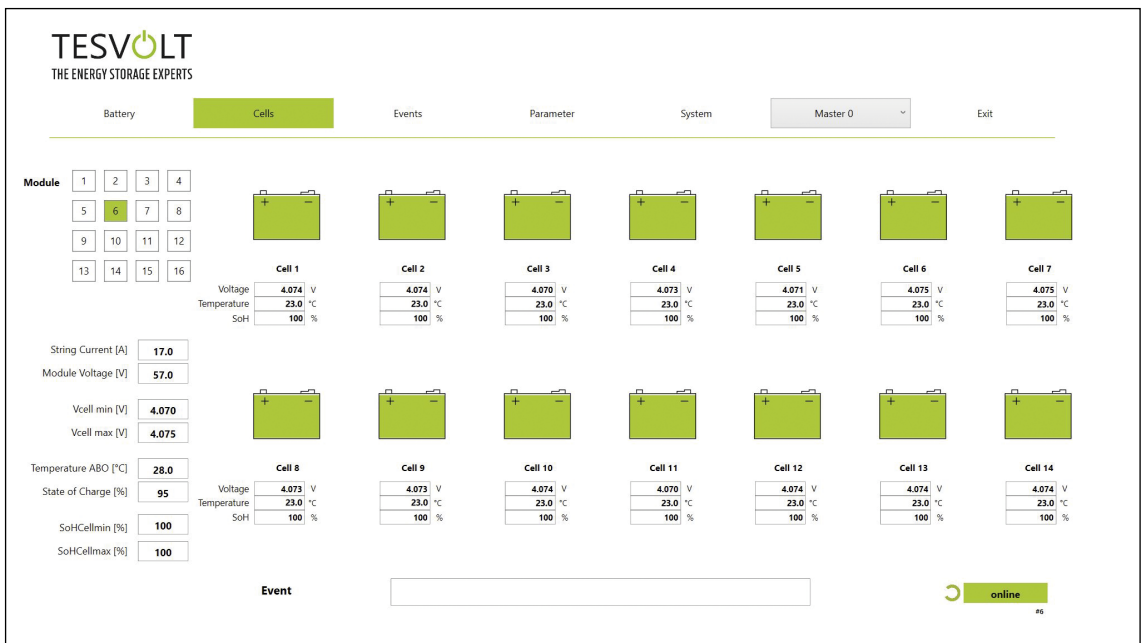 TESVOLT
THE ENERGY STORAGE EXPERTS
Battery Cells Events Parameter System Master 0 Exit
Module 1 2 3 4
5 6 7 8
9 10 11 12
13 14 15 16
+ − + − + − + − + − + − + −
Cell 1 Cell 2 Cell 3 Cell 4 Cell 5 Cell 6 Cell 7
Voltage 4.074 V 4.074 V 4.070 V 4.073 V 4.071 V 4.075 V 4.075 V
Temperature 23.0 °C 23.0 °C 23.0 °C 23.0 °C 23.0 °C 23.0 °C 23.0 °C
SoH 100 % 100 % 100 % 100 % 100 % 100 % 100 %
String Current [A] 17.0
Module Voltage [V] 57.0
Vcell min [V] 4.070
Vcell max [V] 4.075
Temperature ABO [°C] 28.0
State of Charge [%] 95
SoHCellmin [%] 100
SoHCellmax [%] 100
+ − + − + − + − + − + − + −
Cell 8 Cell 9 Cell 10 Cell 11 Cell 12 Cell 13 Cell 14
Voltage 4.073 V 4.073 V 4.074 V 4.070 V 4.074 V 4.074 V 4.074 V
Temperature 23.0 °C 23.0 °C 23.0 °C 23.0 °C 23.0 °C 23.0 °C 23.0 °C
SoH 100 % 100 % 100 % 100 % 100 % 100 % 100 %
Event
online
#6